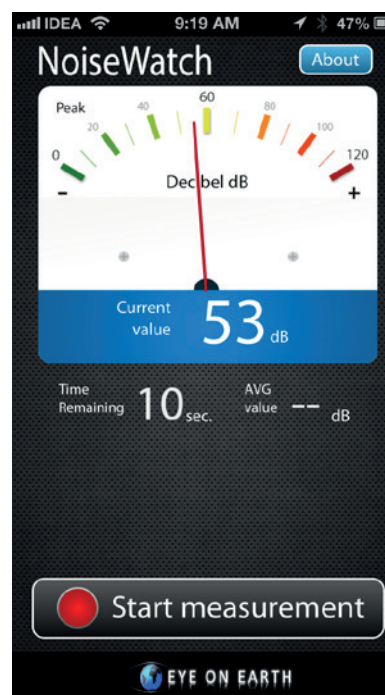 IDEA 9:19 AM 47%
NoiseWatch About
Peak
0 20 40 60 80 100 120
- +
Decibel dB
Current value 53 dB
Time Remaining 10 sec. AVG value -- dB
Start measurement
EYE ON EARTH